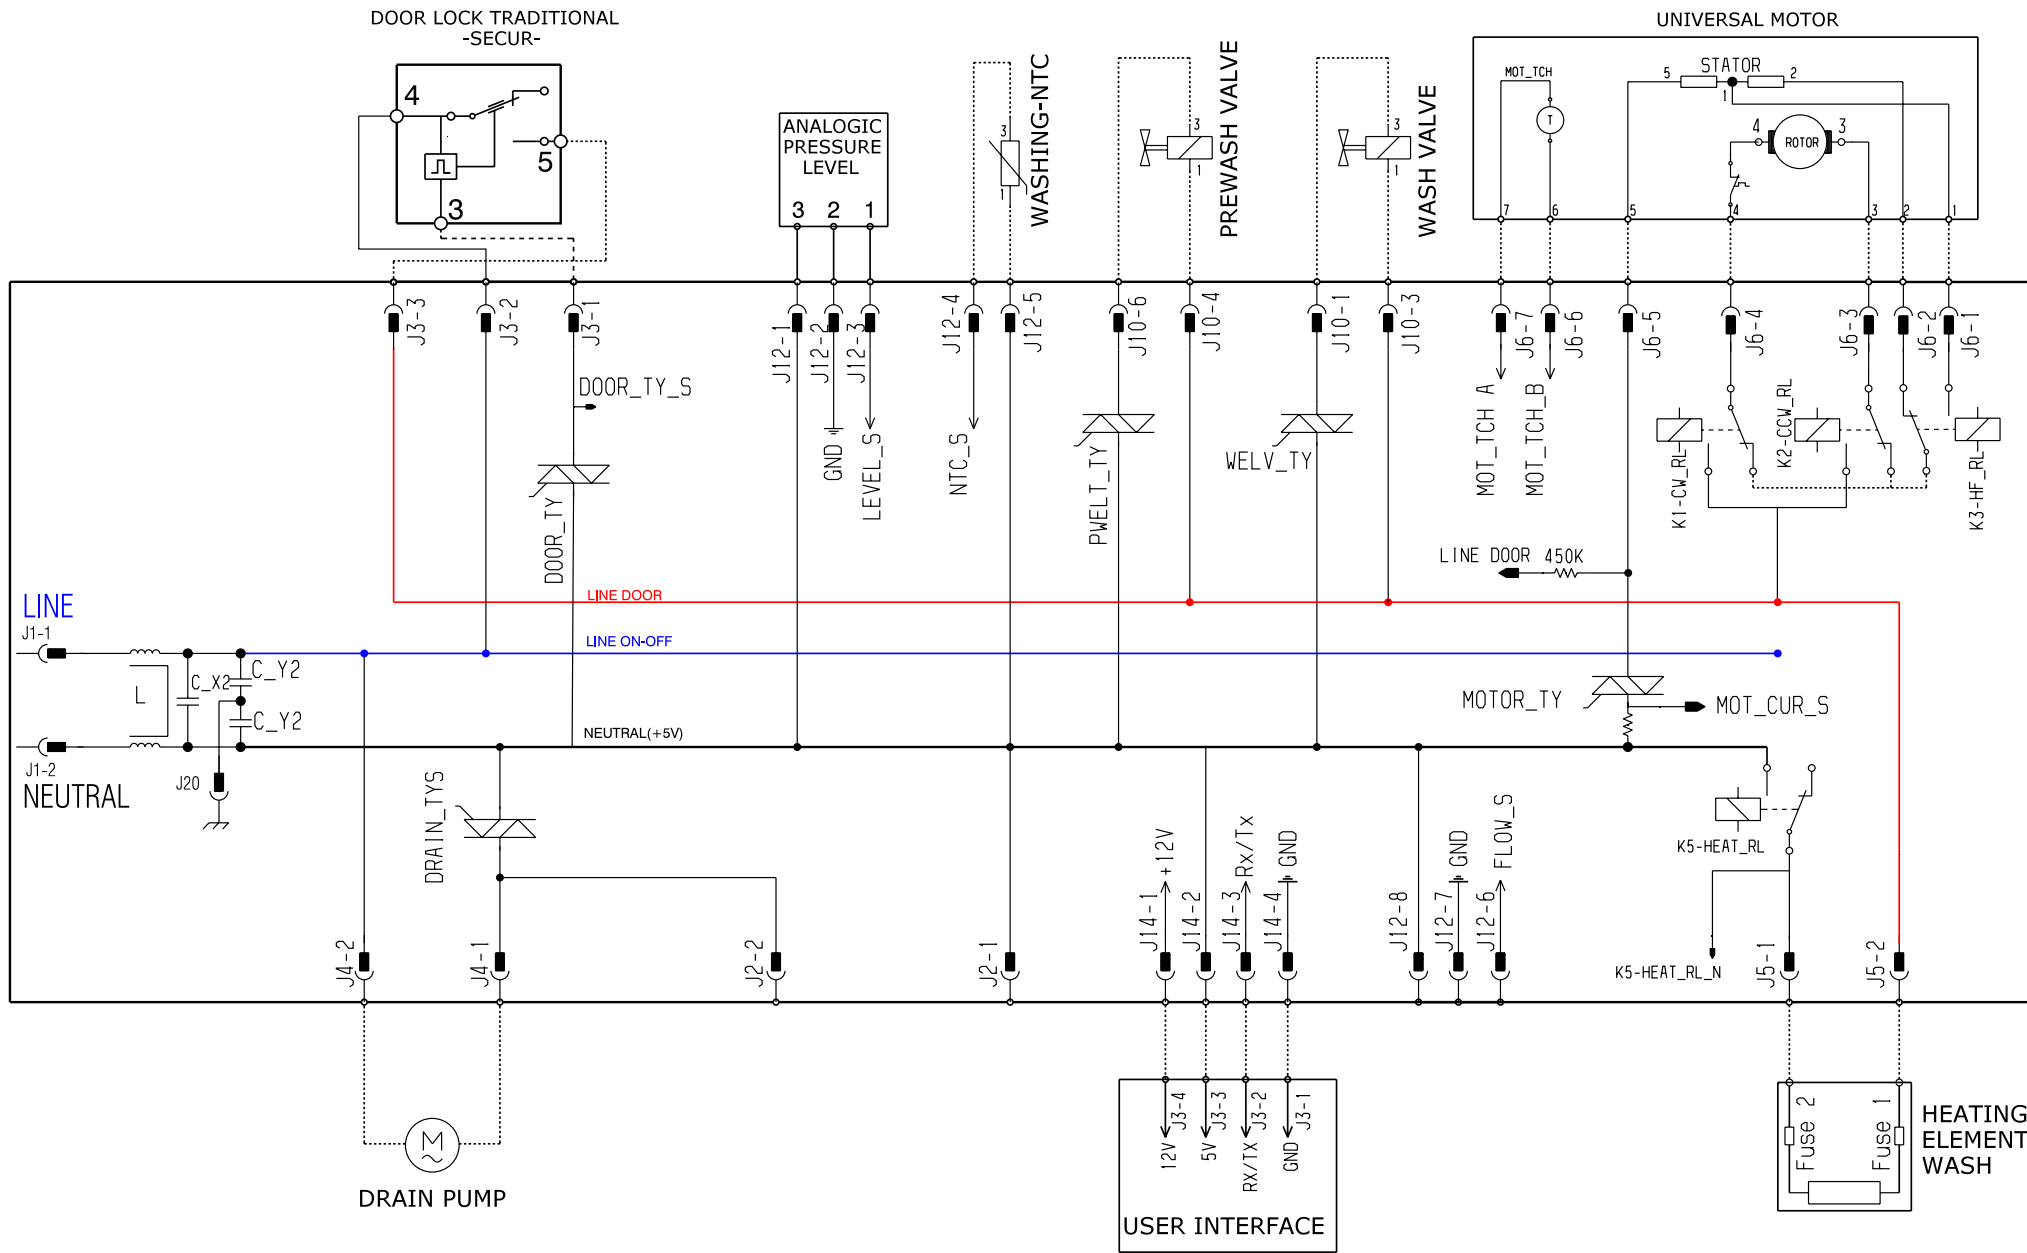 DOOR LOCK TRADITIONAL
-SECUR-
4
5
3
ANALOGIC
PRESSURE
LEVEL
3 2 1
3
1
WASHING-NTC
3
1
PREWASH VALVE
3
1
WASH VALVE
UNIVERSAL MOTOR
MOT_TCH
T
5
STATOR
2
1
4
ROTOR
3
7
6
5
4
3
2
1
J3-3
J3-2
J3-1
J12-1
J12-2
J12-3
J12-4
J12-5
J10-6
J10-4
J10-1
J10-3
J6-7
J6-6
J6-5
J6-4
J6-3
J6-2
J6-1
DOOR_TY_S
DOOR_TY
GND
LEVEL_S
NTC_S
PWELT_TY
WELV_TY
MOT_TCH A
MOT_TCH_B
K1-CW_RL
K2-CCW_RL
K3-HF_RL
LINE DOOR 450K
LINE DOOR
LINE
J1-1
LINE ON-OFF
L
C_X2
C_Y2
C_Y2
MOTOR_TY
MOT_CUR_S
NEUTRAL(+5V)
J1-2
NEUTRAL
J20
DRAIN_TYS
K5-HEAT_RL
K5-HEAT_RL_N
+12V
Rx/Tx
GND
GND
FLOW_S
J4-2
J4-1
J2-2
J2-1
J14-1
J14-2
J14-3
J14-4
J12-8
J12-7
J12-6
J5-1
J5-2
M
DRAIN PUMP
J3-4
J3-3
J3-2
J3-1
12V
5V
RX/TX
GND
USER INTERFACE
Fuse 2
Fuse 1
HEATING
ELEMENT
WASH